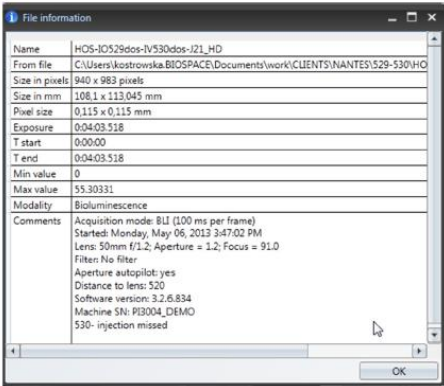 File information
Name HOS-IO529dos-IV530dos-J21_HD
From file C:\Users\kostrowska.BIOSPACE\Documents\work\CLIENTS\NANTES\529-530\HO
Size in pixels 940 x 983 pixels
Size in mm 108,1 x 113,045 mm
Pixel size 0,115 x 0,115 mm
Exposure 0:04:03.518
T start 0:00:00
T end 0:04:03.518
Min value 0
Max value 55.30331
Modality Bioluminescence
Comments Acquisition mode: BLI (100 ms per frame)
Started: Monday, May 06, 2013 3:47:02 PM
Lens: 50mm f/1.2; Aperture = 1.2; Focus = 91.0
Filter: No filter
Aperture autopilot: yes
Distance to lens: 520
Software version: 3.2.6.834
Machine SN: PI3004_DEMO
530- injection missed
OK